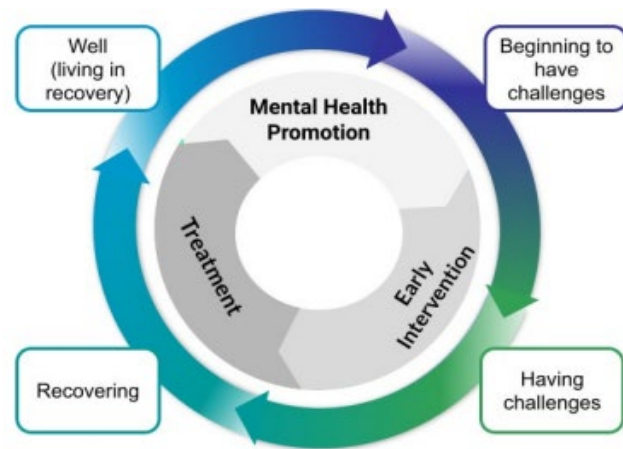 Well
(living in
recovery)
Beginning to
have
challenges
Mental Health
Promotion
Treatment
Early
Intervention
Recovering
Having
challenges